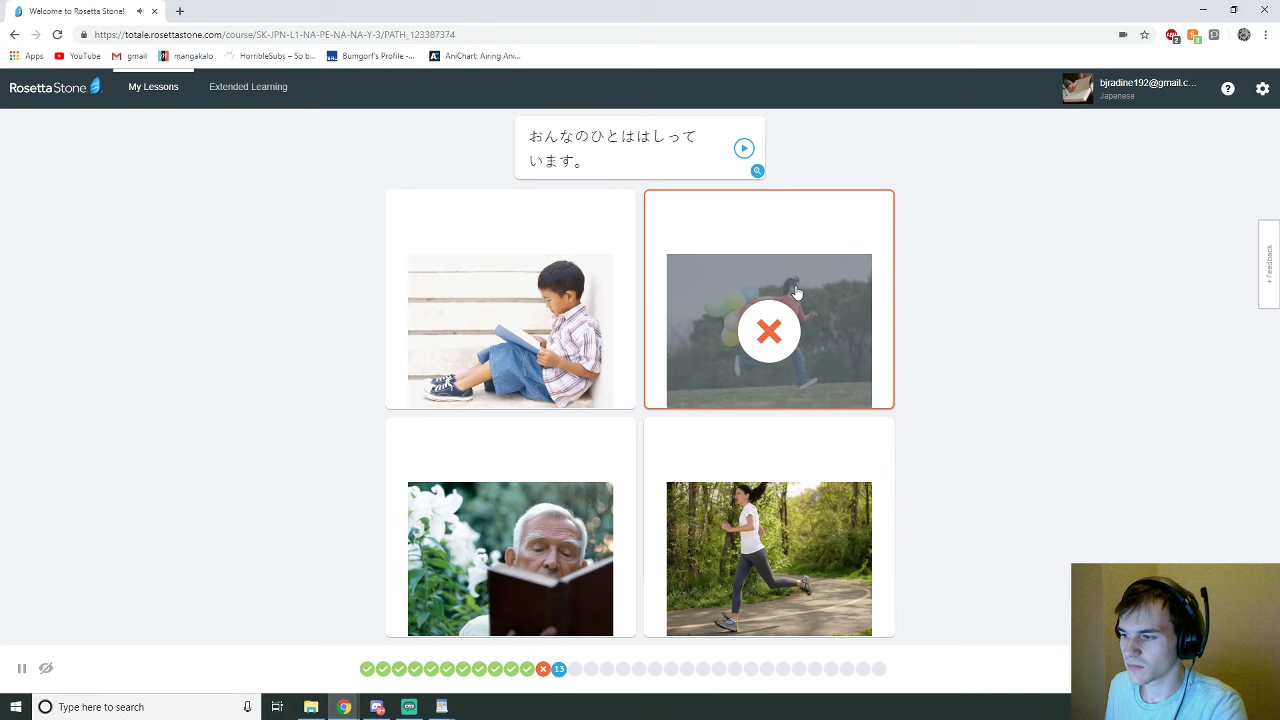 Welcome to Rosetta Stone!
https://totale.rosettastone.com/course/SK-JPN-L1-NA-PE-NA-NA-Y-3/PATH_123387374
Apps YouTube gmail mangakalo HorribleSubs – So b... Bumgorf's Profile -... AniChart: Airing Ani...
RosettaStone My Lessons Extended Learning
bjradine192@gmail.c...
Japanese
おんなのひとははしって
います。
+ Feedback
13
Type here to search